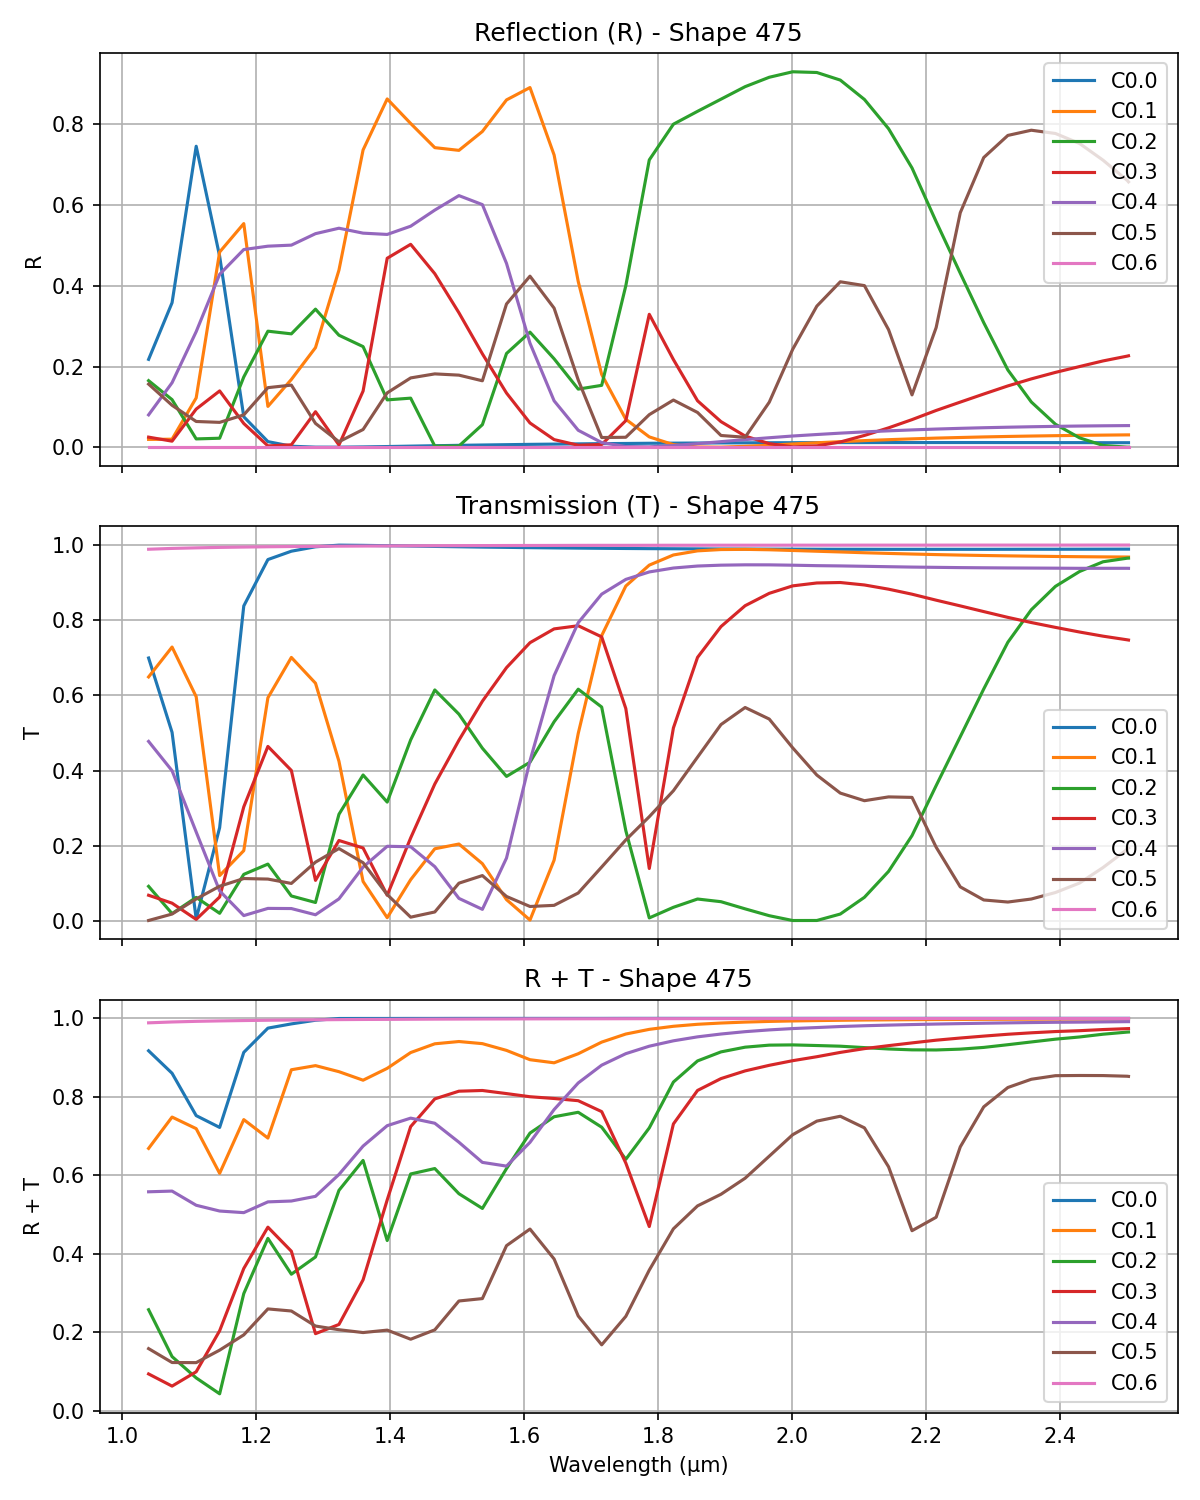 Reflection (R) - Shape 475
R
0.8
0.6
0.4
0.2
0.0
C0.0
C0.1
C0.2
C0.3
C0.4
C0.5
C0.6
Transmission (T) - Shape 475
T
1.0
0.8
0.6
0.4
0.2
0.0
C0.0
C0.1
C0.2
C0.3
C0.4
C0.5
C0.6
R + T - Shape 475
R + T
1.0
0.8
0.6
0.4
0.2
0.0
C0.0
C0.1
C0.2
C0.3
C0.4
C0.5
C0.6
1.0 1.2 1.4 1.6 1.8 2.0 2.2 2.4
Wavelength (μm)